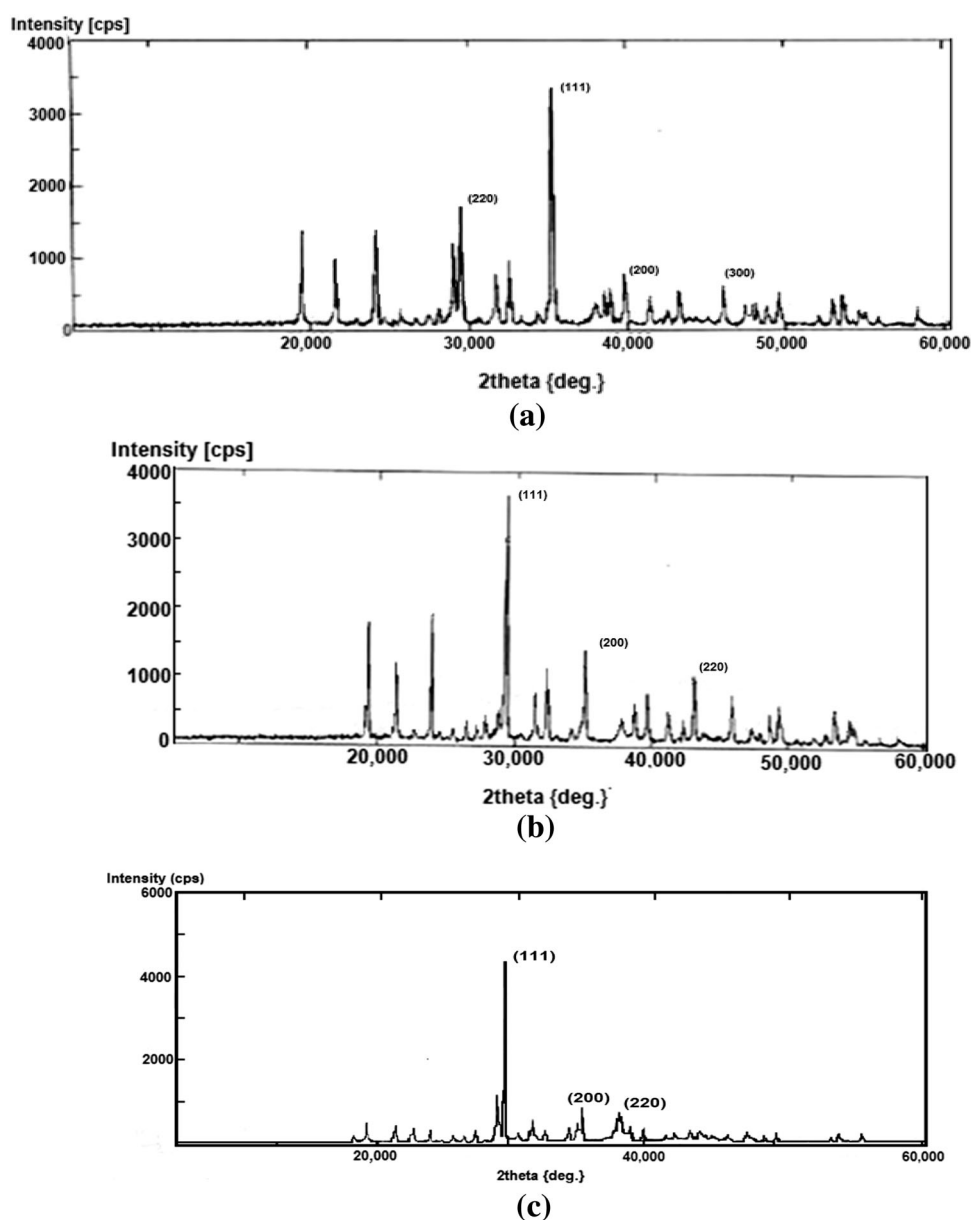 Intensity [cps]
4000
(111)
3000
2000
(220)
1000
(200)
(300)
0
20,000 30,000 40,000 50,000 60,000
2theta {deg.}
(a)
Intensity [cps]
4000
(111)
3000
2000
(200)
(220)
1000
0
20,000 30,000 40,000 50,000 60,000
2theta {deg.}
(b)
Intensity (cps)
6000
(111)
4000
2000
(200) (220)
20,000 40,000 60,000
2theta {deg.}
(c)